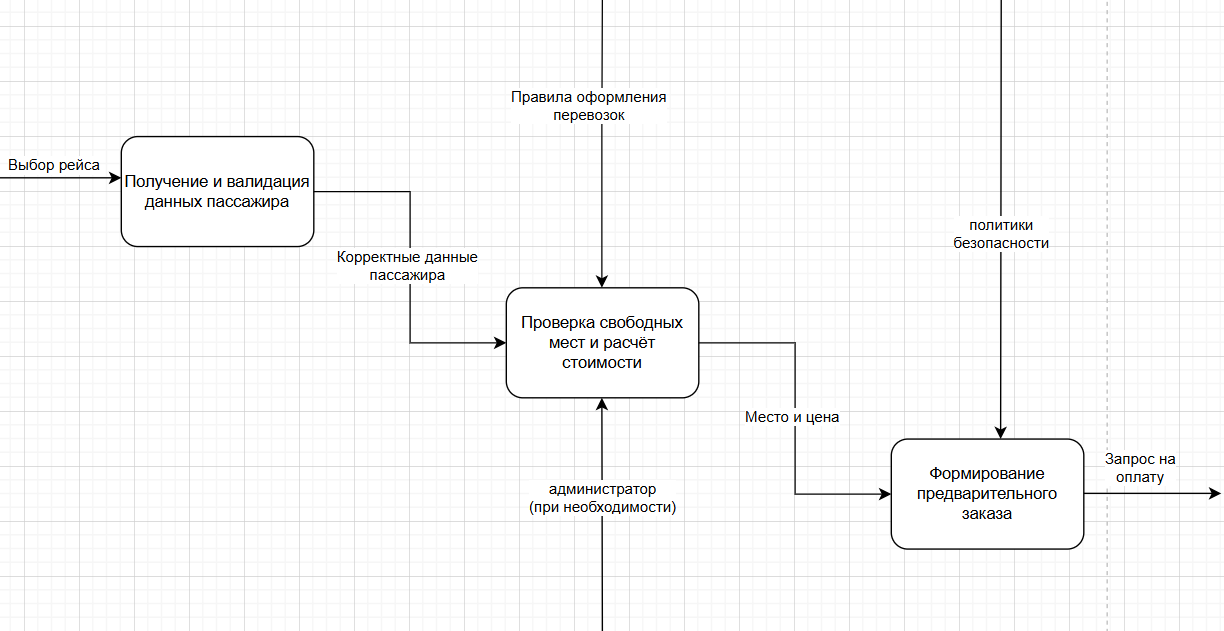 Правила оформления
перевозок
Выбор рейса
Получение и валидация
данных пассажира
политики
безопасности
Корректные данные
пассажира
Проверка свободных
мест и расчёт
стоимости
Место и цена
Запрос на
оплату
Формирование
предварительного
заказа
администратор
(при необходимости)